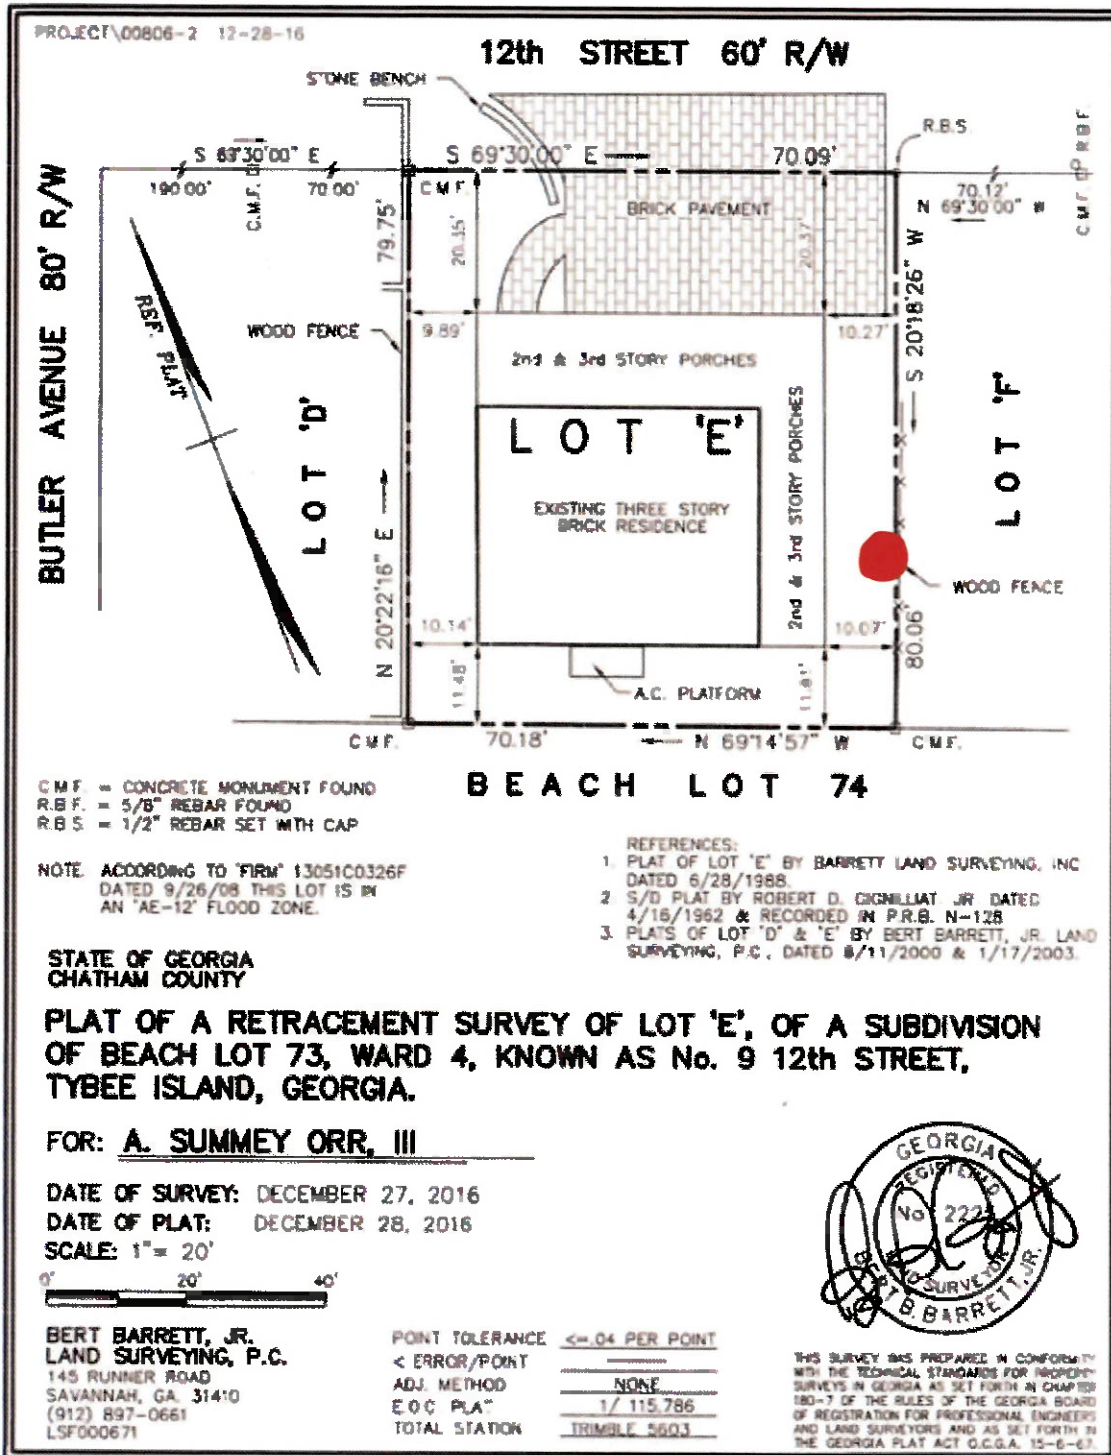 PROJECT\00806-2 12-28-16
12th STREET 60' R/W
STONE BENCH
R.B.S.
S 69°30'00" E
S 69°30'00" E
70.09'
190.00'
70.00'
C.M.F.
C.M.F.
BRICK PAVEMENT
70.12'
N 69°30'00" W
C.M.F.
R.B.F.
BUTLER AVENUE 80' R/W
REF. PLAT
79.75'
20.35'
20.37'
S 20°18'26" W
WOOD FENCE
9.89'
10.27'
2nd & 3rd STORY PORCHES
LOT 'D'
LOT 'E'
LOT 'F'
EXISTING THREE STORY
BRICK RESIDENCE
2nd & 3rd STORY PORCHES
N 20°22'16" E
WOOD FENCE
10.14'
10.07'
80.06'
11.48'
11.81'
A.C. PLATFORM
C.M.F.
70.18'
N 69°14'57" W
C.M.F.
BEACH LOT 74
C.M.F. = CONCRETE MONUMENT FOUND
R.B.F. = 5/8" REBAR FOUND
R.B.S. = 1/2" REBAR SET WITH CAP
NOTE: ACCORDING TO 'FIRM' 13051C0326F
DATED 9/26/08 THIS LOT IS IN
AN 'AE-12' FLOOD ZONE.
REFERENCES:
1. PLAT OF LOT 'E' BY BARRETT LAND SURVEYING, INC
DATED 6/28/1988.
2. S/D PLAT BY ROBERT D. GIGNILLIAT JR DATED
4/16/1962 & RECORDED IN P.R.B. N-128
3. PLATS OF LOT 'D' & 'E' BY BERT BARRETT, JR. LAND
SURVEYING, P.C., DATED /11/2000 & 1/17/2003.
STATE OF GEORGIA
CHATHAM COUNTY
PLAT OF A RETRACEMENT SURVEY OF LOT 'E', OF A SUBDIVISION
OF BEACH LOT 73, WARD 4, KNOWN AS No. 9 12th STREET,
TYBEE ISLAND, GEORGIA.
FOR: A. SUMMEY ORR, III
DATE OF SURVEY: DECEMBER 27, 2016
DATE OF PLAT: DECEMBER 28, 2016
SCALE: 1"= 20'
0' 20' 40'
BERT BARRETT, JR.
LAND SURVEYING, P.C.
145 RUNNER ROAD
SAVANNAH, GA. 31410
(912) 897-0661
LSF000671
POINT TOLERANCE <=.04 PER POINT
< ERROR/POINT
ADJ. METHOD NONE
E.O.C. PLAT 1/ 115,786
TOTAL STATION TRIMBLE 5603
GEORGIA
REGISTERED
No. 222
LAND SURVEYOR
BERT B. BARRETT, JR.
THIS SURVEY WAS PREPARED IN CONFORMITY
WITH THE TECHNICAL STANDARDS FOR PROPERTY
SURVEYS IN GEORGIA AS SET FORTH IN CHAPTER
180-7 OF THE RULES OF THE GEORGIA BOARD
OF REGISTRATION FOR PROFESSIONAL ENGINEERS
AND LAND SURVEYORS AND AS SET FORTH IN
THE GEORGIA PLAT ACT O.C.G.A. 15-6-67.